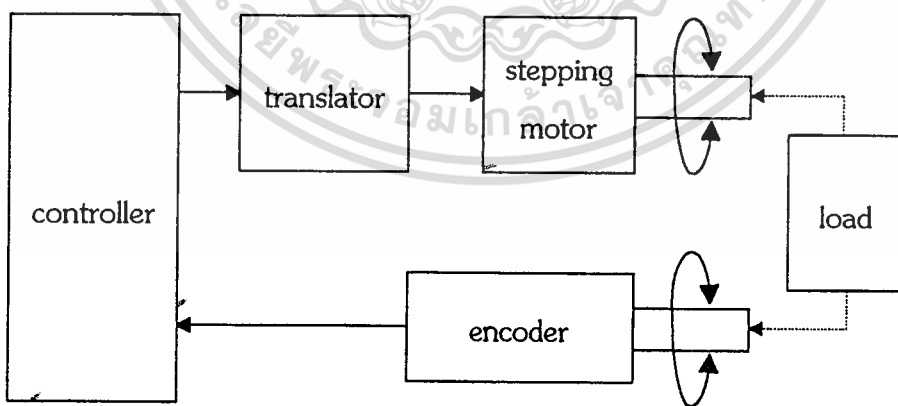 controller
translator
stepping
motor
load
encoder